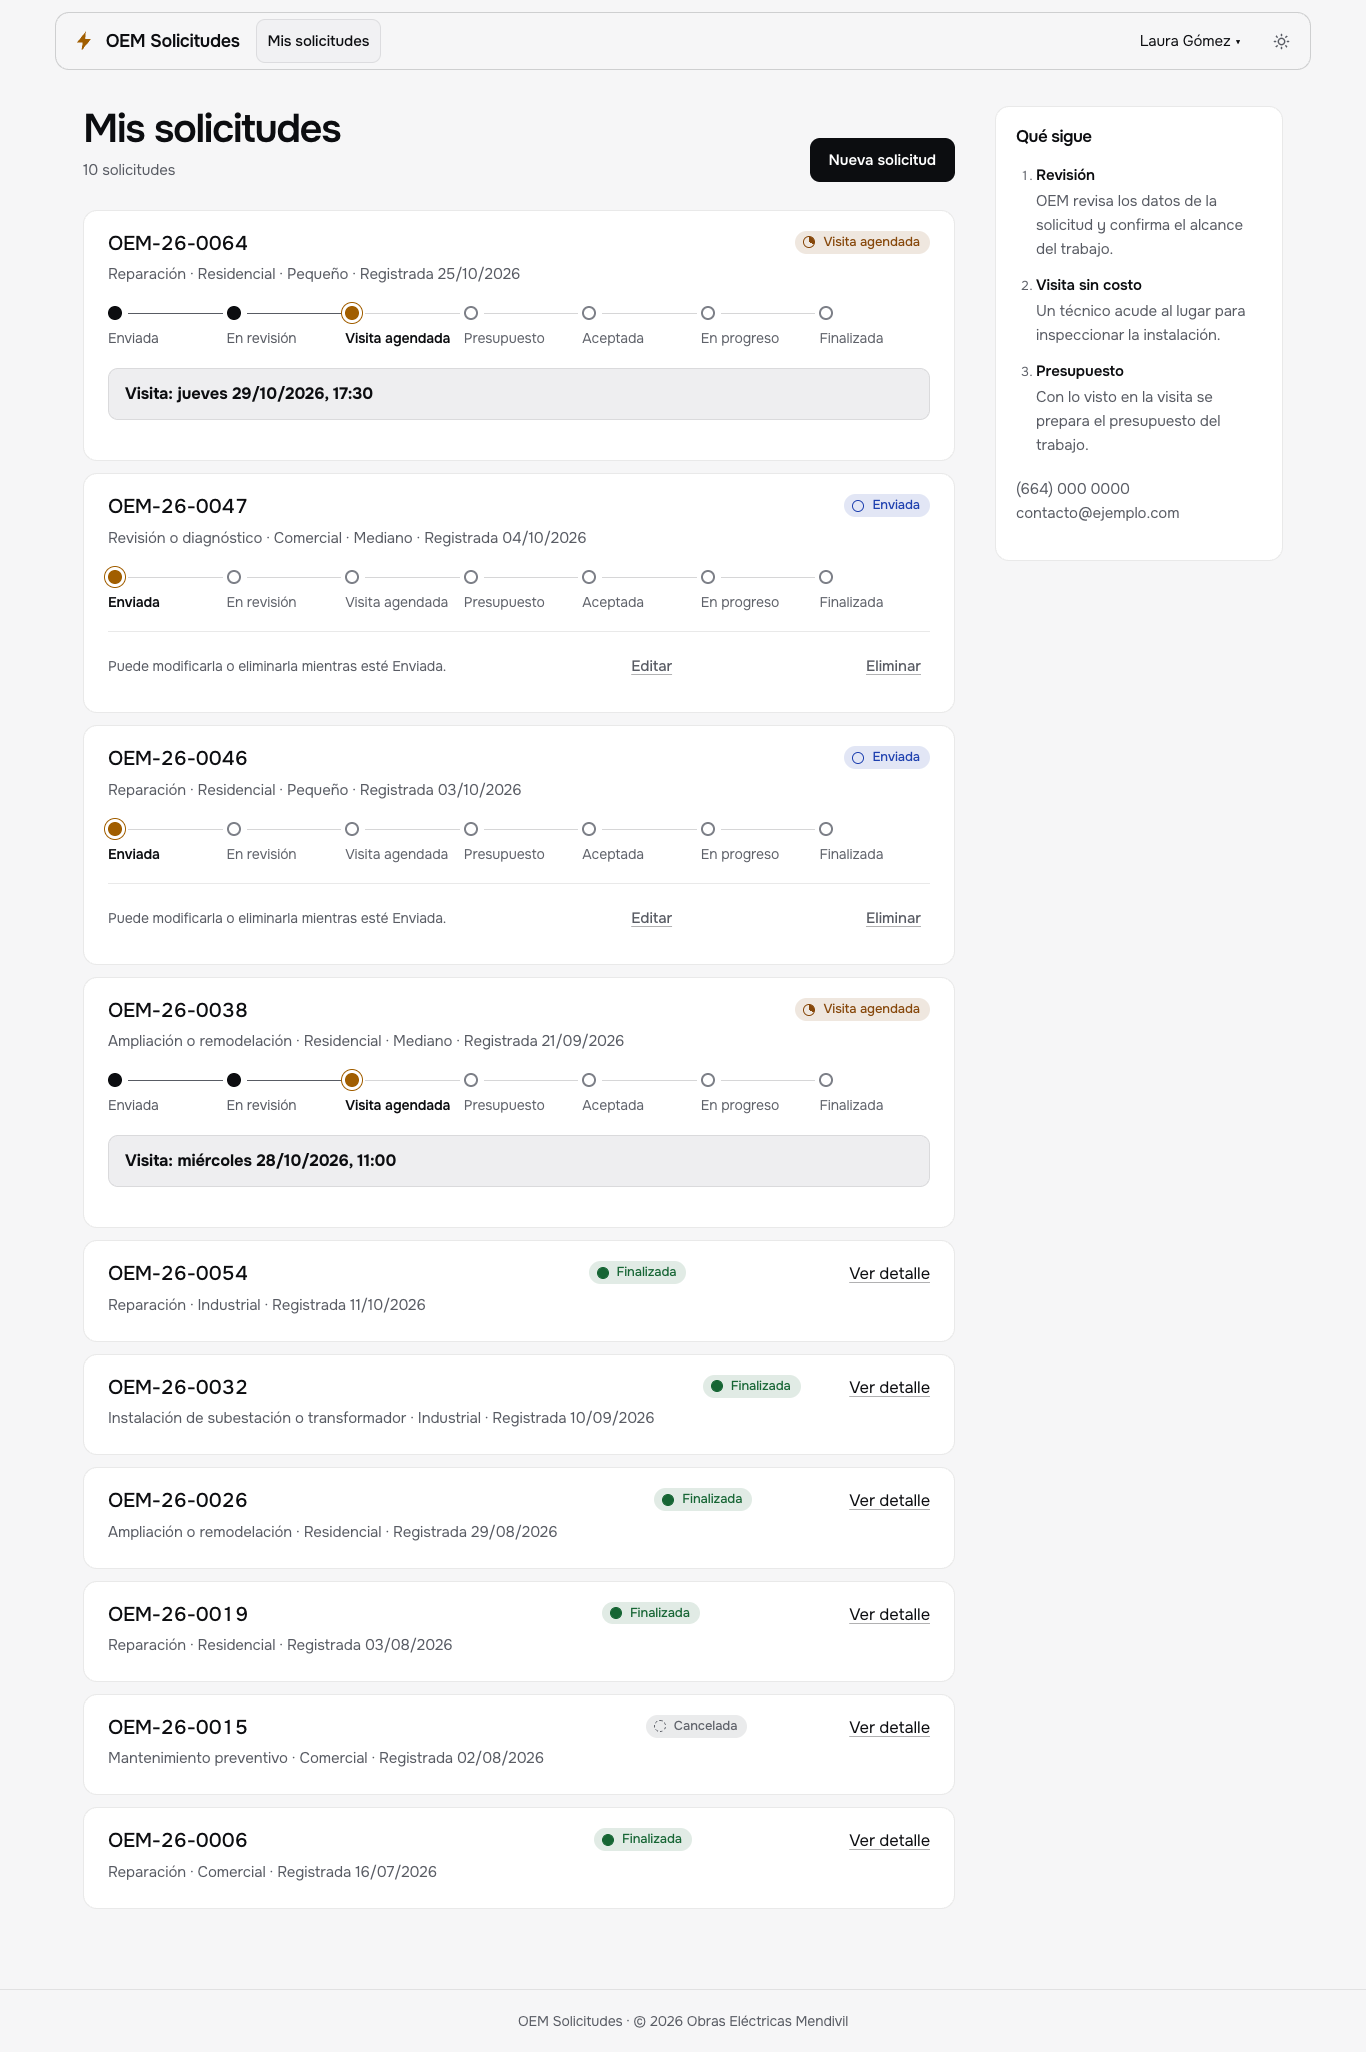 OEM Solicitudes
Mis solicitudes
Laura Gómez ▾
Mis solicitudes
10 solicitudes
Nueva solicitud
OEM-26-0064
Visita agendada
Reparación · Residencial · Pequeño · Registrada 25/10/2026
Enviada En revisión Visita agendada Presupuesto Aceptada En progreso Finalizada
Visita: jueves 29/10/2026, 17:30
OEM-26-0047
Enviada
Revisión o diagnóstico · Comercial · Mediano · Registrada 04/10/2026
Enviada En revisión Visita agendada Presupuesto Aceptada En progreso Finalizada
Puede modificarla o eliminarla mientras esté Enviada. Editar Eliminar
OEM-26-0046
Enviada
Reparación · Residencial · Pequeño · Registrada 03/10/2026
Enviada En revisión Visita agendada Presupuesto Aceptada En progreso Finalizada
Puede modificarla o eliminarla mientras esté Enviada. Editar Eliminar
OEM-26-0038
Visita agendada
Ampliación o remodelación · Residencial · Mediano · Registrada 21/09/2026
Enviada En revisión Visita agendada Presupuesto Aceptada En progreso Finalizada
Visita: miércoles 28/10/2026, 11:00
OEM-26-0054 Finalizada Ver detalle
Reparación · Industrial · Registrada 11/10/2026
OEM-26-0032 Finalizada Ver detalle
Instalación de subestación o transformador · Industrial · Registrada 10/09/2026
OEM-26-0026 Finalizada Ver detalle
Ampliación o remodelación · Residencial · Registrada 29/08/2026
OEM-26-0019 Finalizada Ver detalle
Reparación · Residencial · Registrada 03/08/2026
OEM-26-0015 Cancelada Ver detalle
Mantenimiento preventivo · Comercial · Registrada 02/08/2026
OEM-26-0006 Finalizada Ver detalle
Reparación · Comercial · Registrada 16/07/2026
Qué sigue
1. Revisión
OEM revisa los datos de la
solicitud y confirma el alcance
del trabajo.
2. Visita sin costo
Un técnico acude al lugar para
inspeccionar la instalación.
3. Presupuesto
Con lo visto en la visita se
prepara el presupuesto del
trabajo.
(664) 000 0000
contacto@ejemplo.com
OEM Solicitudes · © 2026 Obras Eléctricas Mendivil